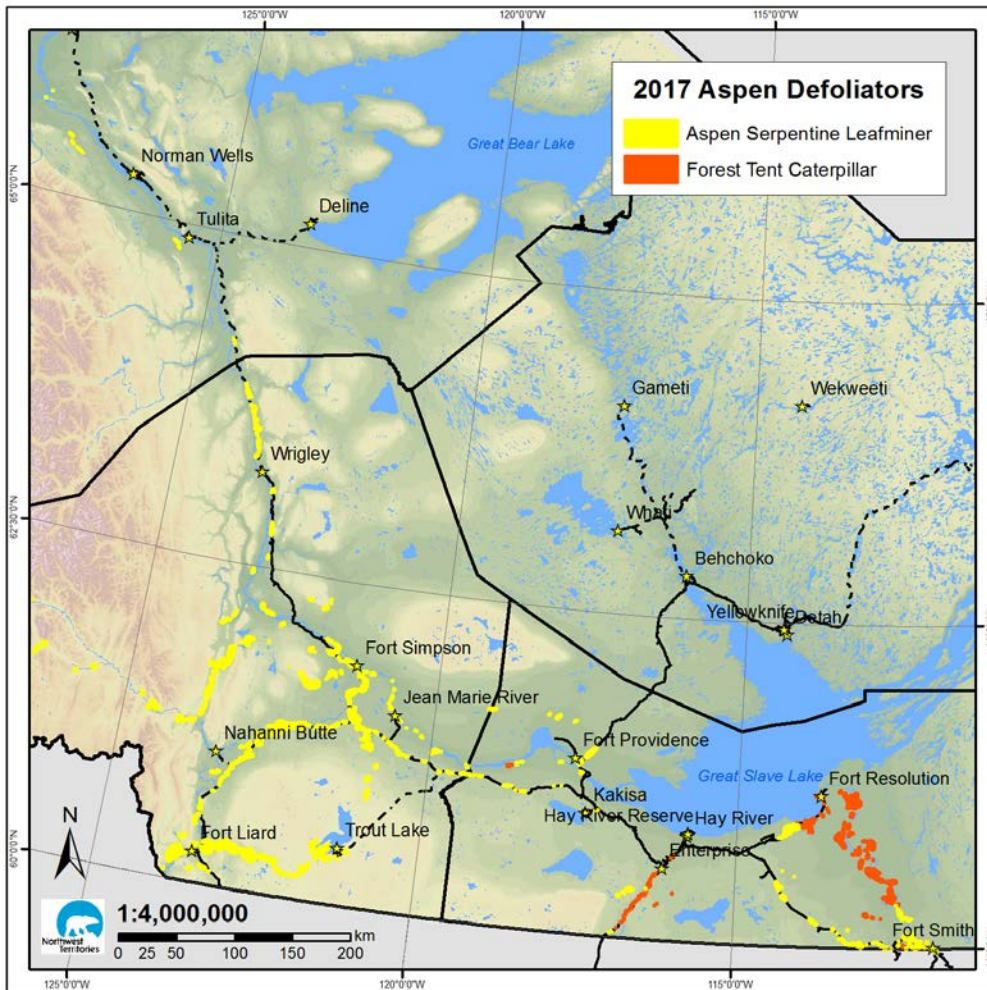 125°0'0"W
120°0'0"W
115°0'0"W
2017 Aspen Defoliators
Aspen Serpentine Leafminer
Forest Tent Caterpillar
Great Bear Lake
65°0'0"N
Norman Wells
Tulita
Deline
Gameti
Wekweeti
Wrigley
62°30'0"N
Whati
Behchoko
Yellowknife
Detah
Fort Simpson
Jean Marie River
Nahanni Butte
Fort Providence
Great Slave Lake
Fort Resolution
Kakisa
Hay River Reserve
Hay River
60°0'0"N
Fort Liard
Trout Lake
Enterprise
Fort Smith
N
Northwest
Territories
1:4,000,000
km
0 25 50 100 150 200
125°0'0"W
120°0'0"W
115°0'0"W